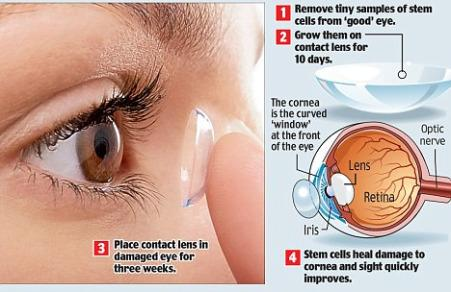 1 Remove tiny samples of stem
cells from 'good' eye.
2 Grow them on
contact lens for
10 days.
The cornea
is the curved
'window'
at the front
of the eye
Optic
nerve
Lens
Retina
Iris
3 Place contact lens in
damaged eye for
three weeks.
4 Stem cells heal damage to
cornea and sight quickly
improves.